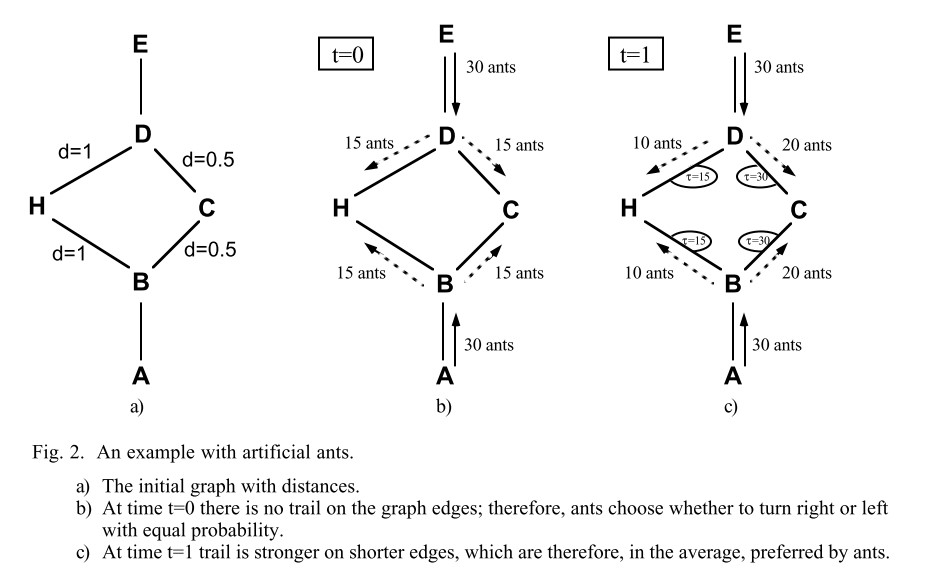 E
D
d=1
d=0.5
H
C
d=1
d=0.5
B
A
a)
t=0
E
30 ants
15 ants
D
15 ants
H
C
15 ants
B
15 ants
30 ants
A
b)
t=1
E
30 ants
10 ants
D
20 ants
τ=15
τ=30
H
C
τ=15
τ=30
10 ants
B
20 ants
30 ants
A
c)
Fig. 2. An example with artificial ants.
a) The initial graph with distances.
b) At time t=0 there is no trail on the graph edges; therefore, ants choose whether to turn right or left
with equal probability.
c) At time t=1 trail is stronger on shorter edges, which are therefore, in the average, preferred by ants.